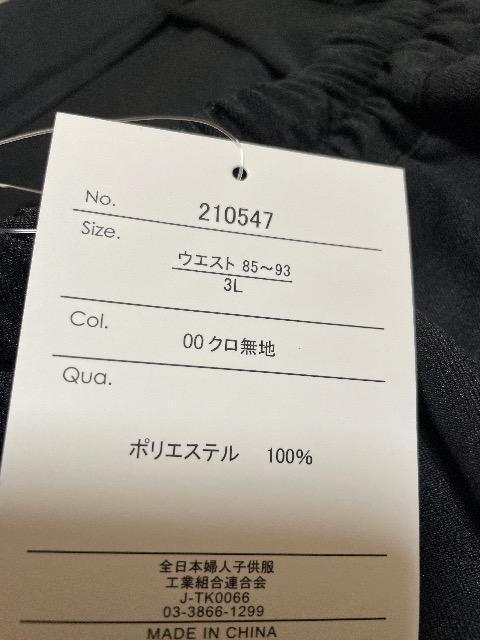 No. 210547
Size.
ウエスト 85～93
3L
Col.
00 クロ無地
Qua.
ポリエステル 100%
全日本婦人子供服
工業組合連合会
J-TK0066
03-3866-1299
MADE IN CHINA